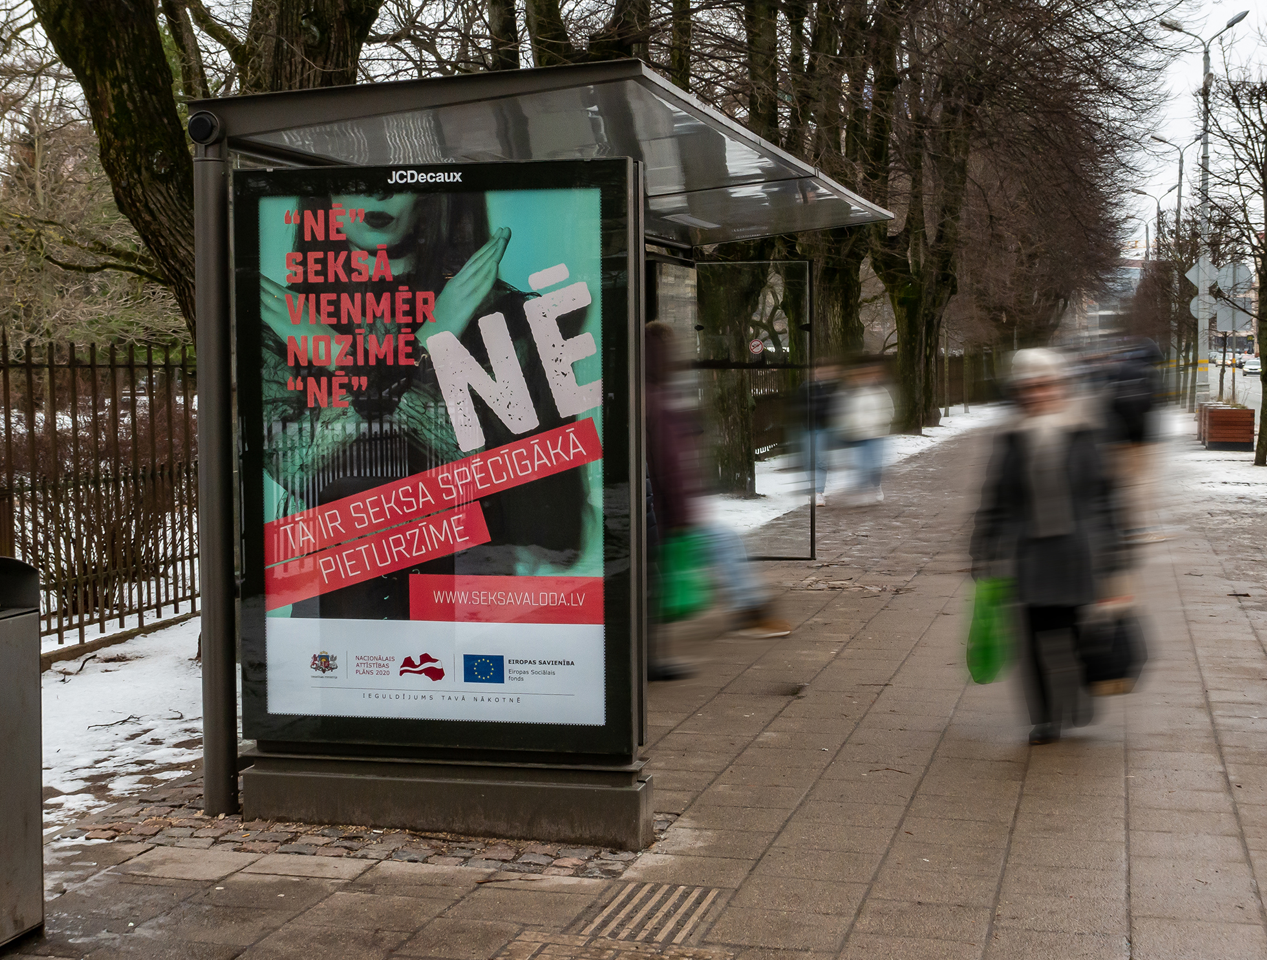 JCDecaux
“NĒ”
SEKSĀ
VIENMĒR
NOZĪMĒ
“NĒ”
NĒ
TĀ IR SEKSA SPĒCĪGĀKĀ
PIETURZĪME
WWW.SEKSAVALODA.LV
NACIONĀLAIS
ATTĪSTĪBAS
PLĀNS 2020
EIROPAS SAVIENĪBA
Eiropas Sociālais
fonds
IEGULDĪJUMS TAVĀ NĀKOTNĒ